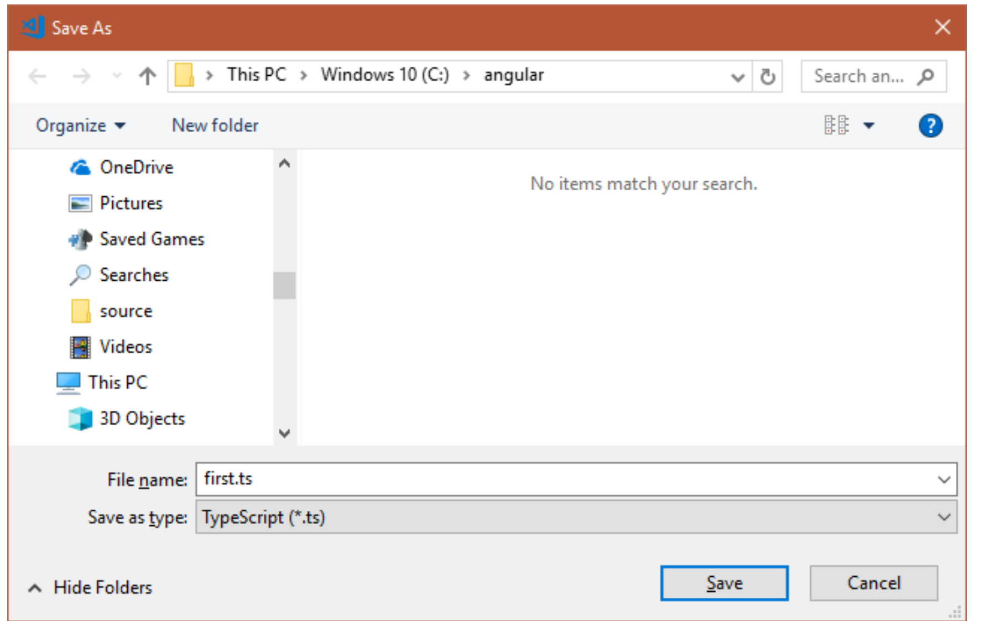 Save As
This PC > Windows 10 (C:) > angular
Search an...
Organize
New folder
?
OneDrive
No items match your search.
Pictures
Saved Games
Searches
source
Videos
This PC
3D Objects
File name: first.ts
Save as type: TypeScript (*.ts)
Hide Folders
Save
Cancel